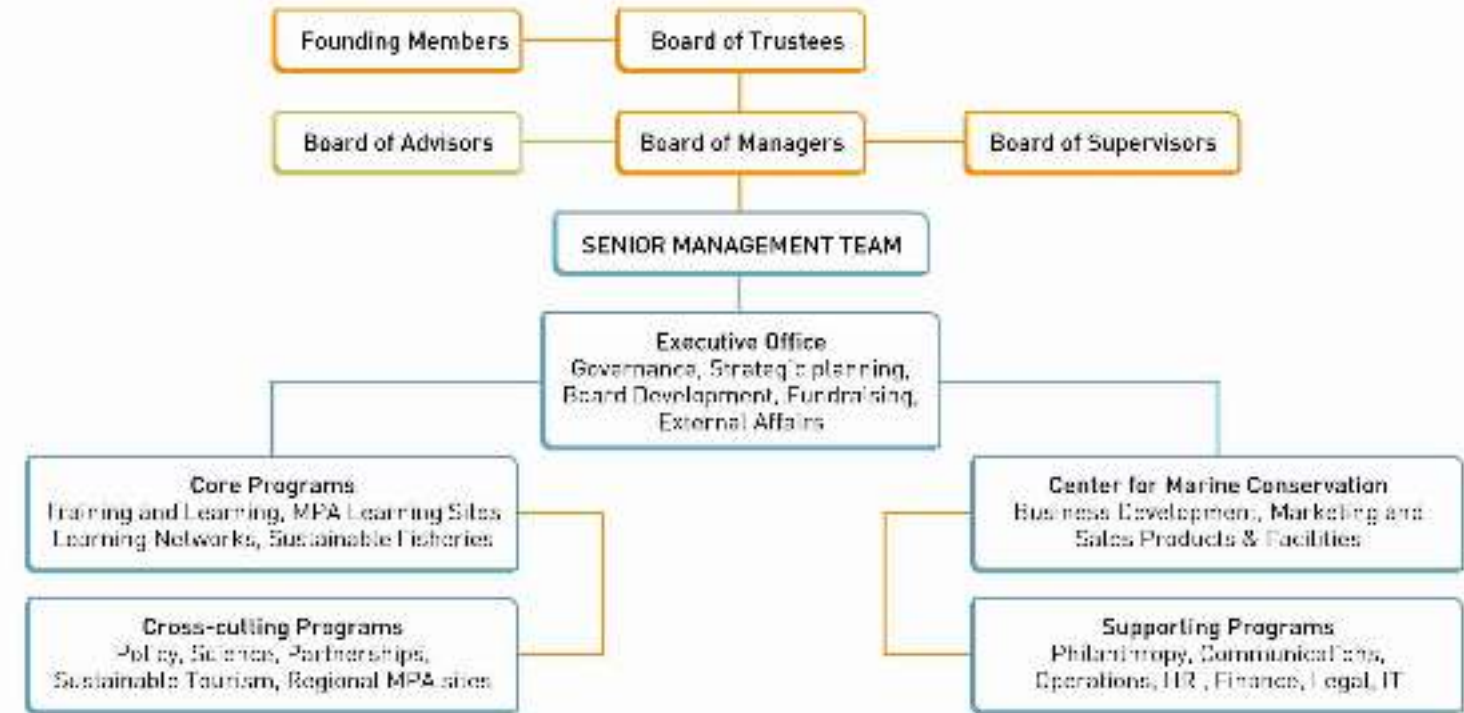 Founding Members
Board of Trustees
Board of Advisors
Board of Managers
Board of Supervisors
SENIOR MANAGEMENT TEAM
Executive Office
Governance, Strategic planning,
Board Development, Fundraising,
External Affairs
Core Programs
Training and Learning, MPA Learning Sites
Learning Networks, Sustainable Fisheries
Center for Marine Conservation
Business Development, Marketing and
Sales Products & Facilities
Cross-cutting Programs
Policy, Science, Partnerships,
Sustainable Tourism, Regional MPA sites
Supporting Programs
Philanthropy, Communications,
Operations, HR , Finance, Legal, IT